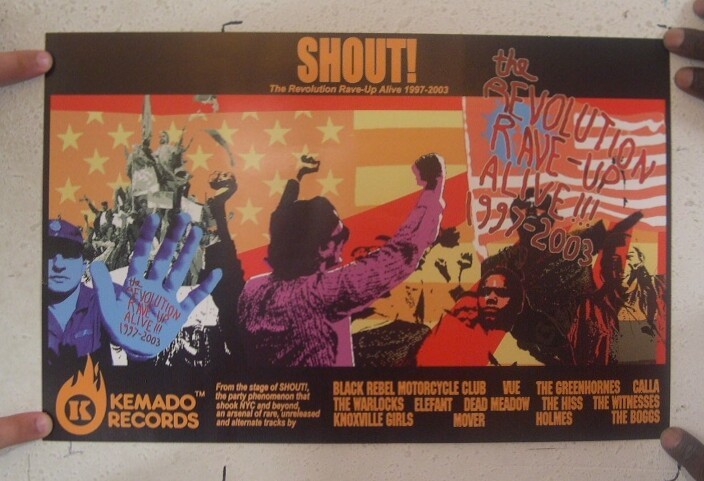 SHOUT!
The Revolution Rave-Up Alive 1997-2003
the
REVOLUTION
RAVE-UP
ALIVE!!!
1997-2003
the
REVOLUTION
RAVE-UP
ALIVE!!!
1997-2003
K
KEMADO™
RECORDS
From the stage of SHOUT!,
the party phenomenon that
shook NYC and beyond,
an arsenal of rare, unreleased
and alternate tracks by
BLACK REBEL MOTORCYCLE CLUB VUE THE GREENHORNES CALLA
THE WARLOCKS ELEFANT DEAD MEADOW THE HISS THE WITNESSES
KNOXVILLE GIRLS MOVER HOLMES THE BOGGS